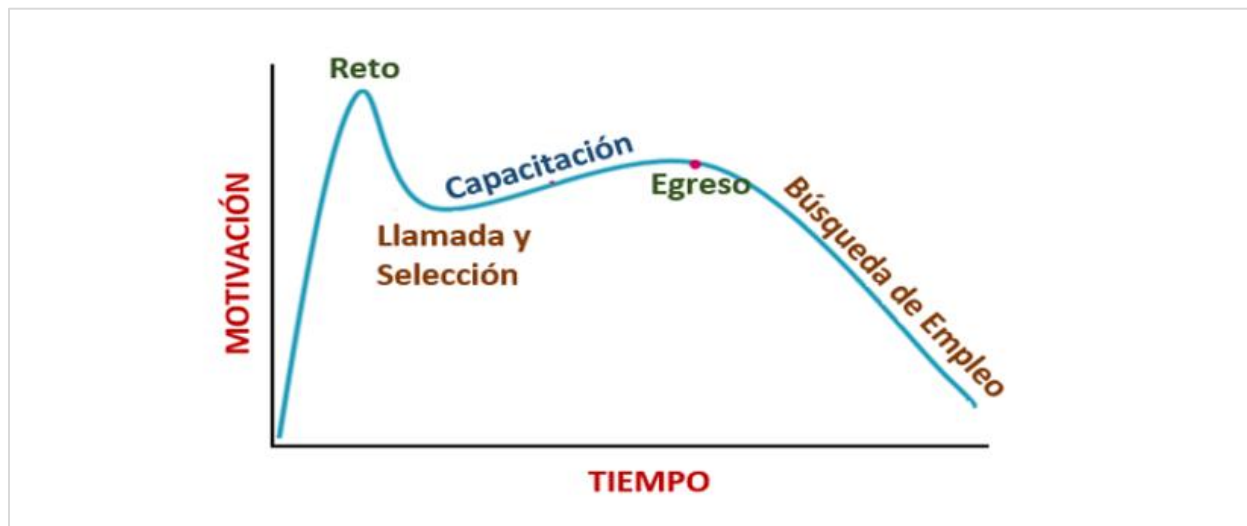 Reto
Capacitación
Egreso
Llamada y
Selección
Búsqueda de Empleo
MOTIVACIÓN
TIEMPO